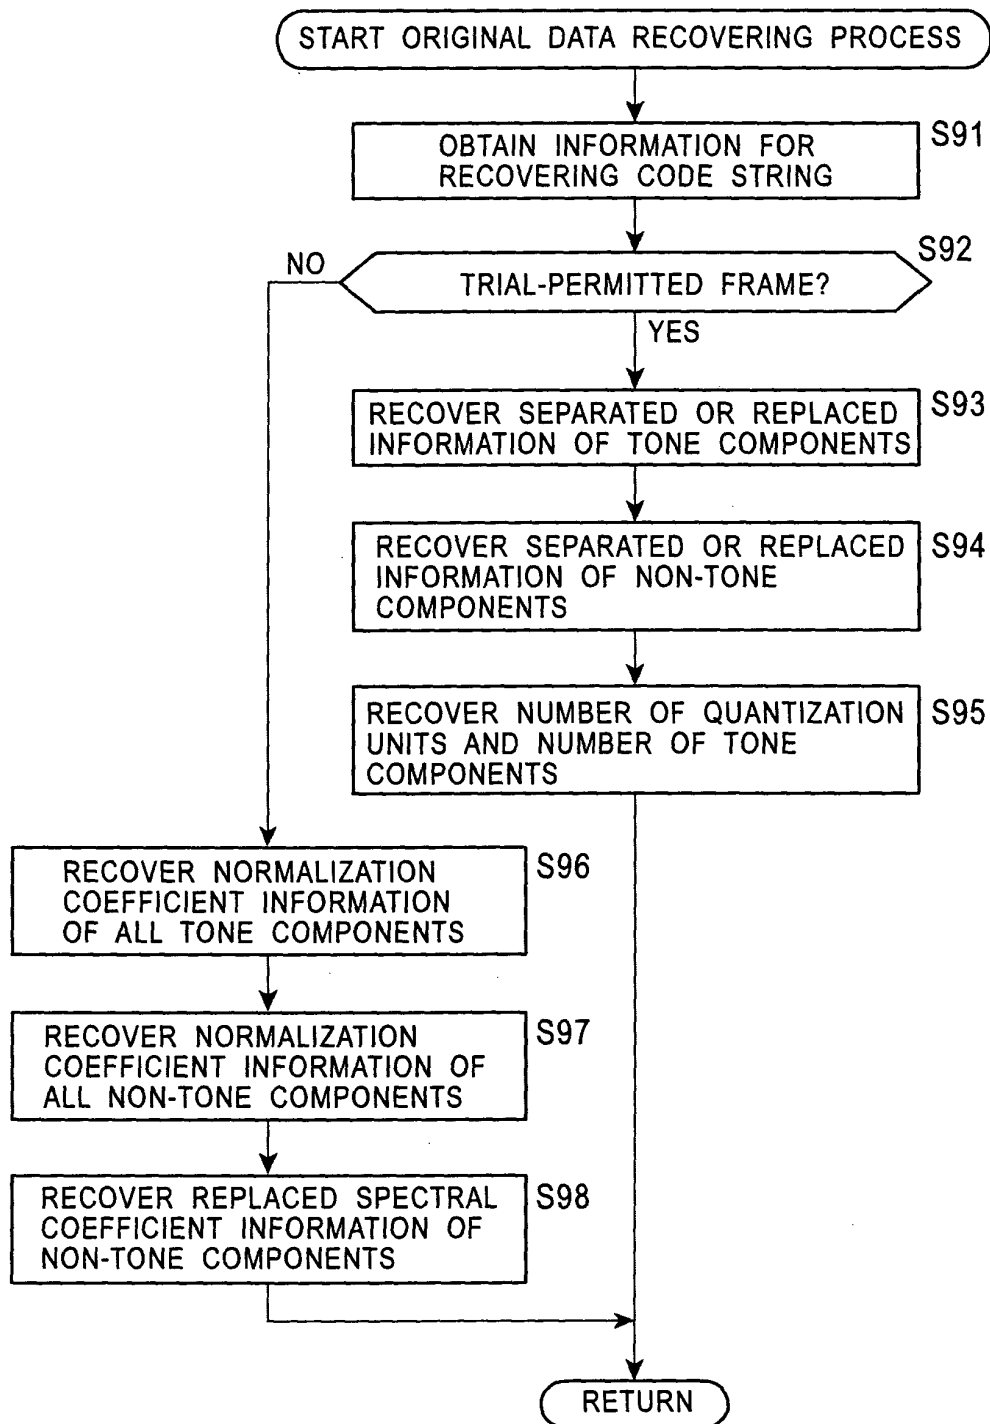 START ORIGINAL DATA RECOVERING PROCESS
OBTAIN INFORMATION FOR
RECOVERING CODE STRING
S91
TRIAL-PERMITTED FRAME?
S92
NO
YES
RECOVER SEPARATED OR REPLACED
INFORMATION OF TONE COMPONENTS
S93
RECOVER SEPARATED OR REPLACED
INFORMATION OF NON-TONE
COMPONENTS
S94
RECOVER NUMBER OF QUANTIZATION
UNITS AND NUMBER OF TONE
COMPONENTS
S95
RECOVER NORMALIZATION
COEFFICIENT INFORMATION
OF ALL TONE COMPONENTS
S96
RECOVER NORMALIZATION
COEFFICIENT INFORMATION OF
ALL NON-TONE COMPONENTS
S97
RECOVER REPLACED SPECTRAL
COEFFICIENT INFORMATION OF
NON-TONE COMPONENTS
S98
RETURN